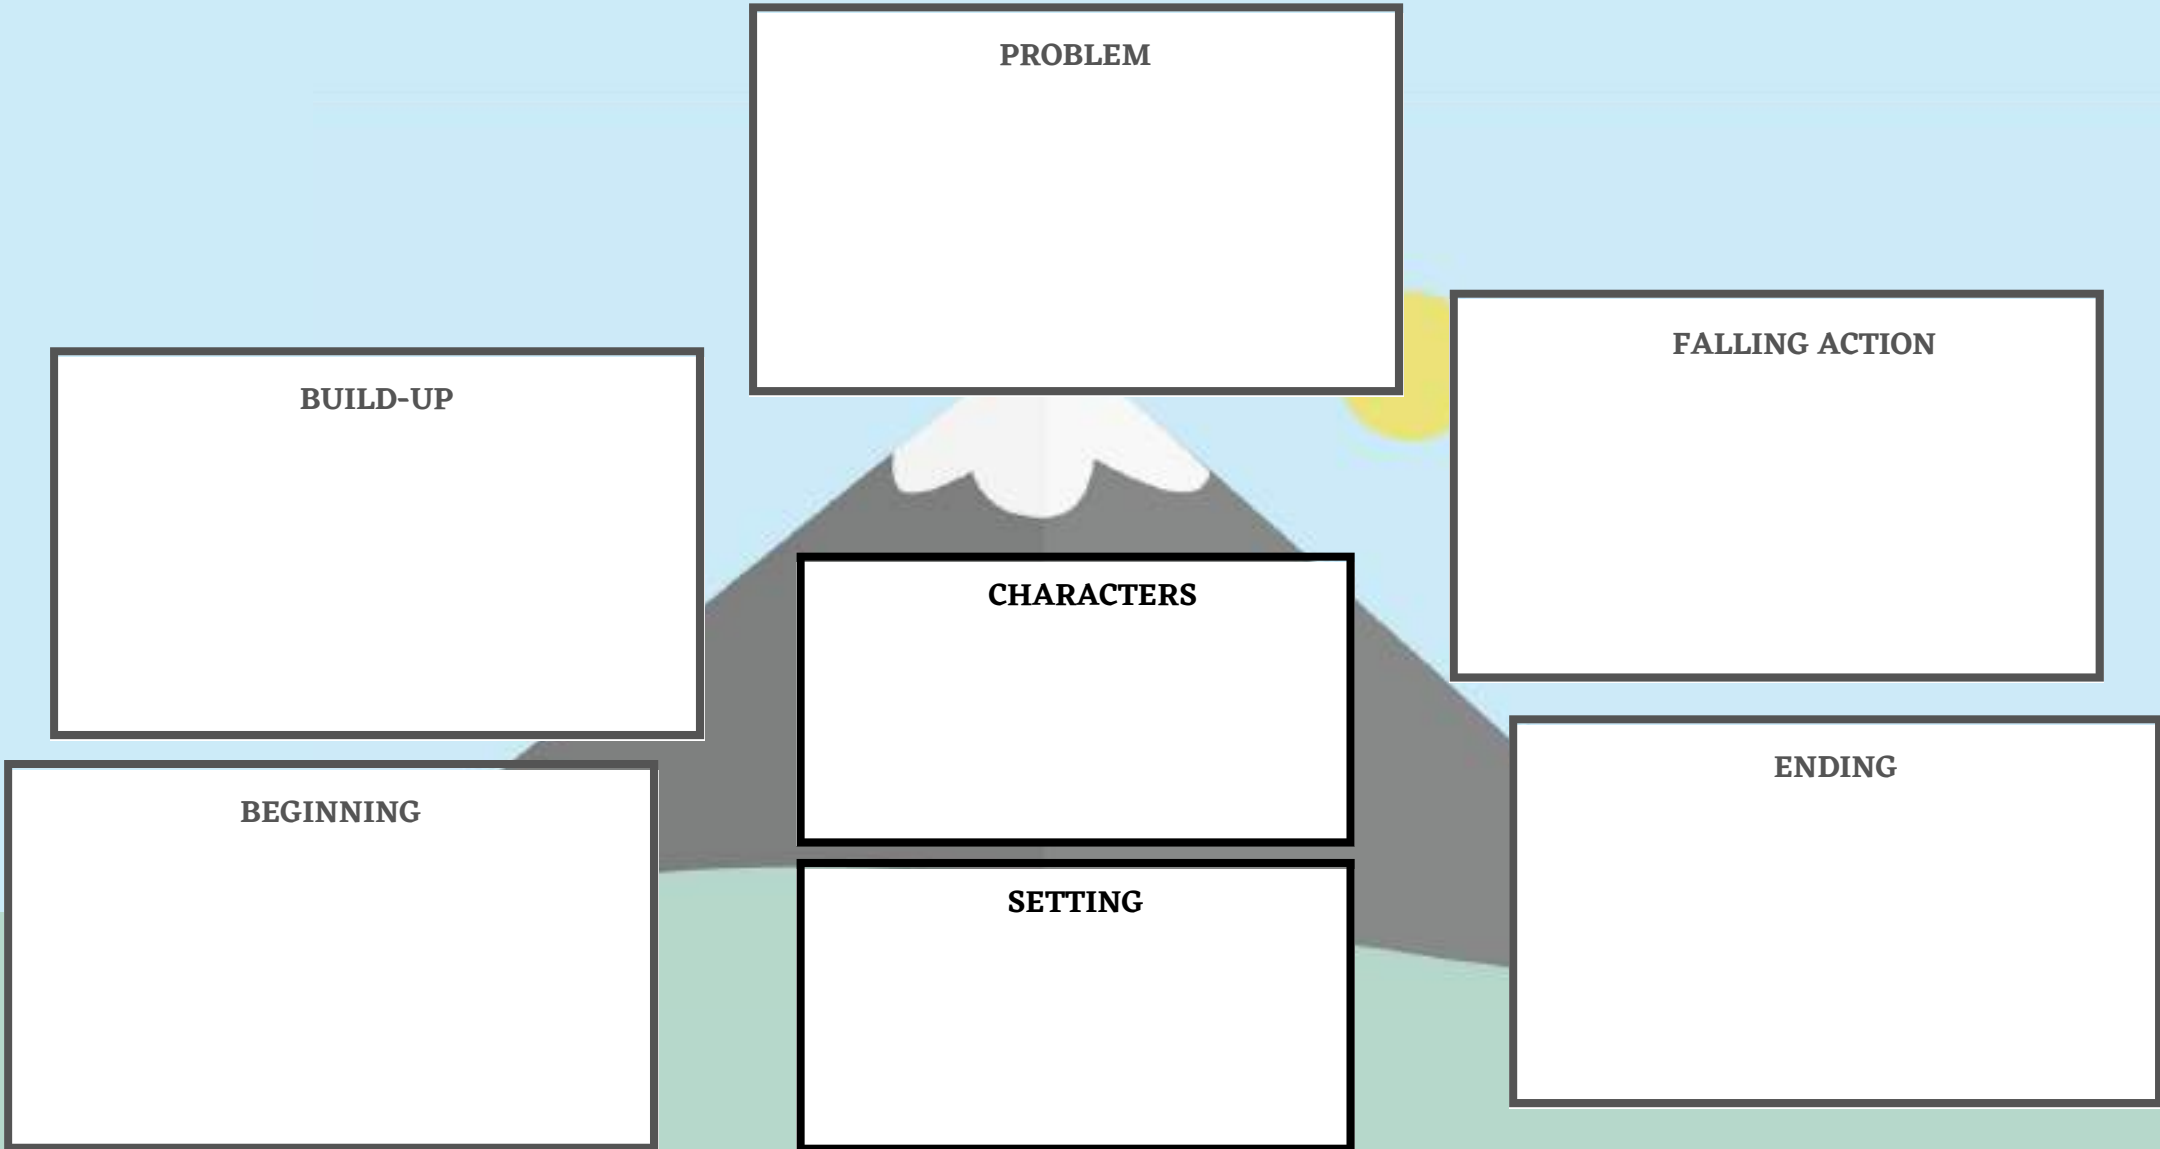 PROBLEM
FALLING ACTION
BUILD-UP
CHARACTERS
ENDING
BEGINNING
SETTING